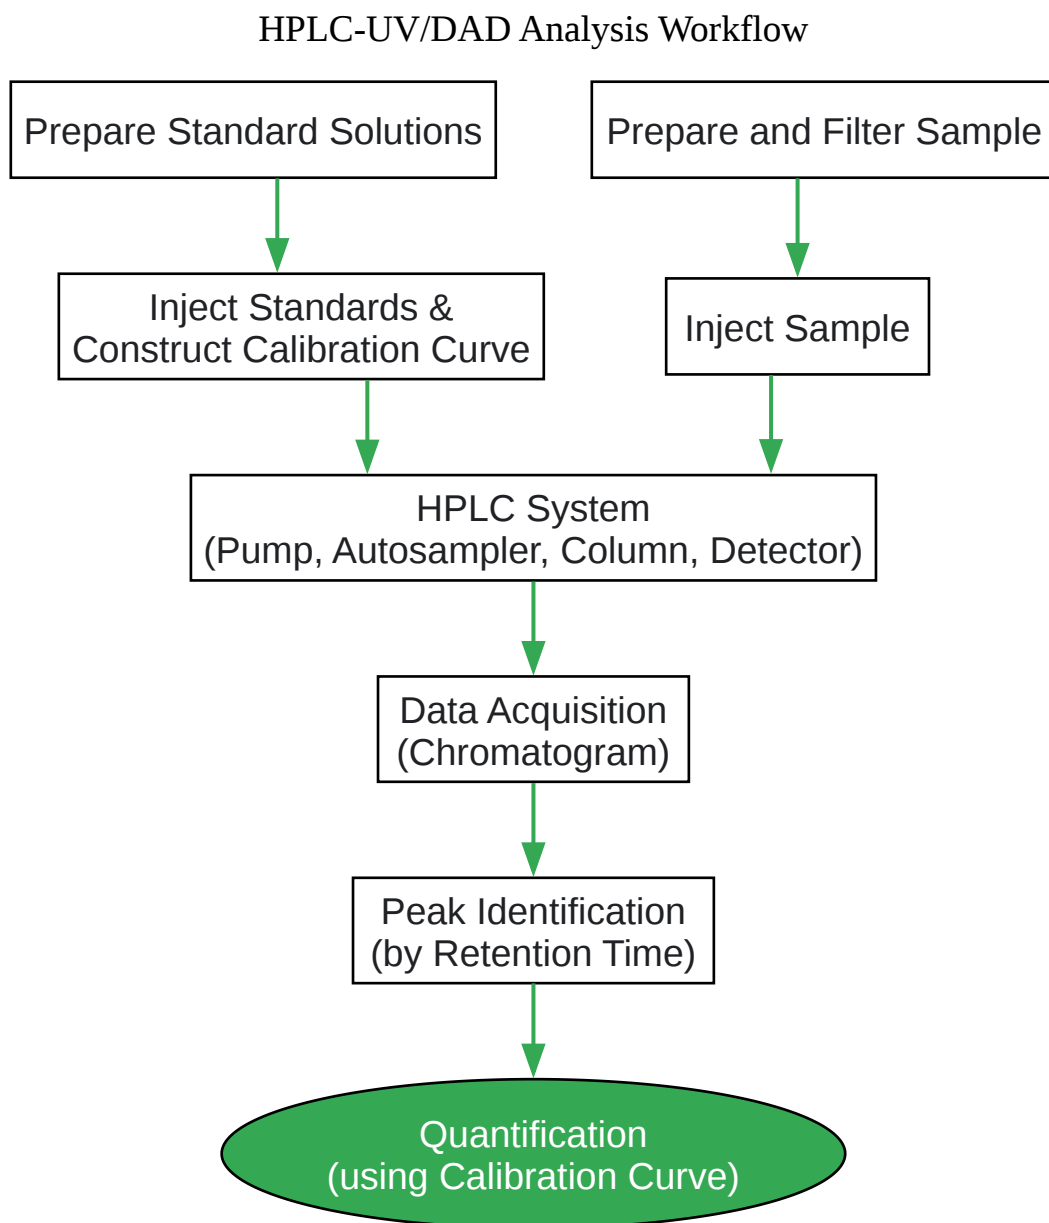 HPLC-UV/DAD Analysis Workflow
Prepare Standard Solutions
Prepare and Filter Sample
Inject Standards &
Construct Calibration Curve
Inject Sample
HPLC System
(Pump, Autosampler, Column, Detector)
Data Acquisition
(Chromatogram)
Peak Identification
(by Retention Time)
Quantification
(using Calibration Curve)